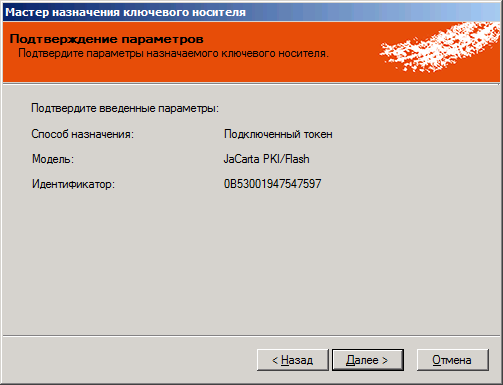 Мастер назначения ключевого носителя
Подтверждение параметров
Подтвердите параметры назначаемого ключевого носителя.
Подтвердите введенные параметры:
Способ назначения: Подключенный токен
Модель: JaCarta PKI/Flash
Идентификатор: 0B53001947547597
< Назад Далее > Отмена